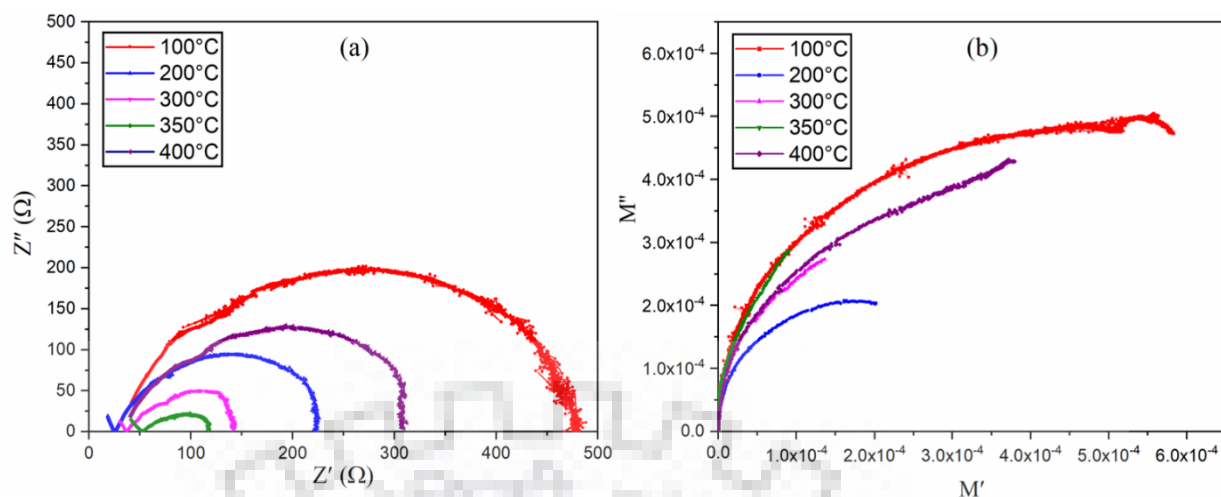 (a)
100°C
200°C
300°C
350°C
400°C
500
450
400
350
300
250
200
150
100
50
0
Z″ (Ω)
0 100 200 300 400 500
Z′ (Ω)
(b)
100°C
200°C
300°C
350°C
400°C
6.0x10⁻⁴
5.0x10⁻⁴
4.0x10⁻⁴
3.0x10⁻⁴
2.0x10⁻⁴
1.0x10⁻⁴
0.0
M″
0.0 1.0x10⁻⁴ 2.0x10⁻⁴ 3.0x10⁻⁴ 4.0x10⁻⁴ 5.0x10⁻⁴ 6.0x10⁻⁴
M′